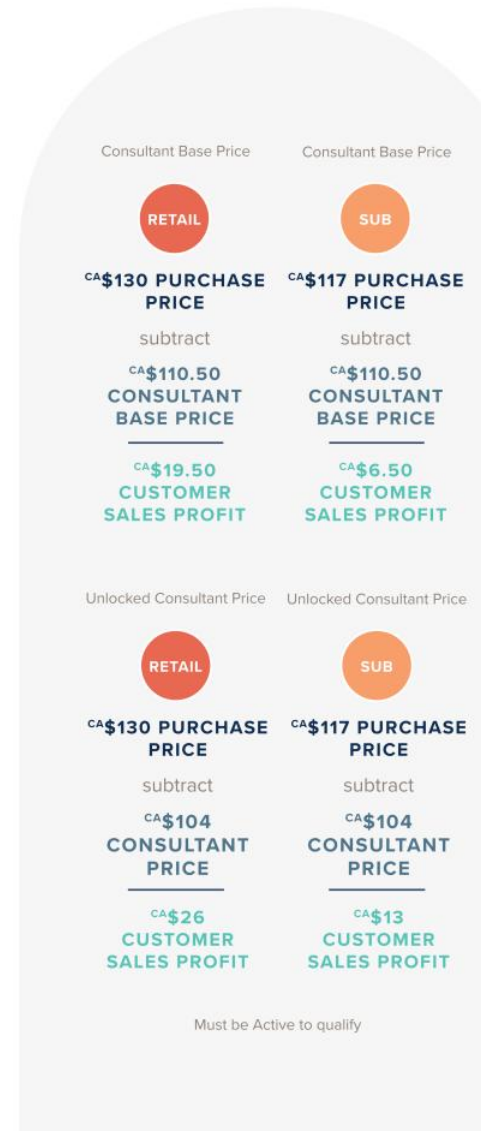 Consultant Base Price
RETAIL
CA$130 PURCHASE
PRICE
subtract
CA$110.50
CONSULTANT
BASE PRICE
CA$19.50
CUSTOMER
SALES PROFIT
Consultant Base Price
SUB
CA$117 PURCHASE
PRICE
subtract
CA$110.50
CONSULTANT
BASE PRICE
CA$6.50
CUSTOMER
SALES PROFIT
Unlocked Consultant Price
RETAIL
CA$130 PURCHASE
PRICE
subtract
CA$104
CONSULTANT
PRICE
CA$26
CUSTOMER
SALES PROFIT
Unlocked Consultant Price
SUB
CA$117 PURCHASE
PRICE
subtract
CA$104
CONSULTANT
PRICE
CA$13
CUSTOMER
SALES PROFIT
Must be Active to qualify